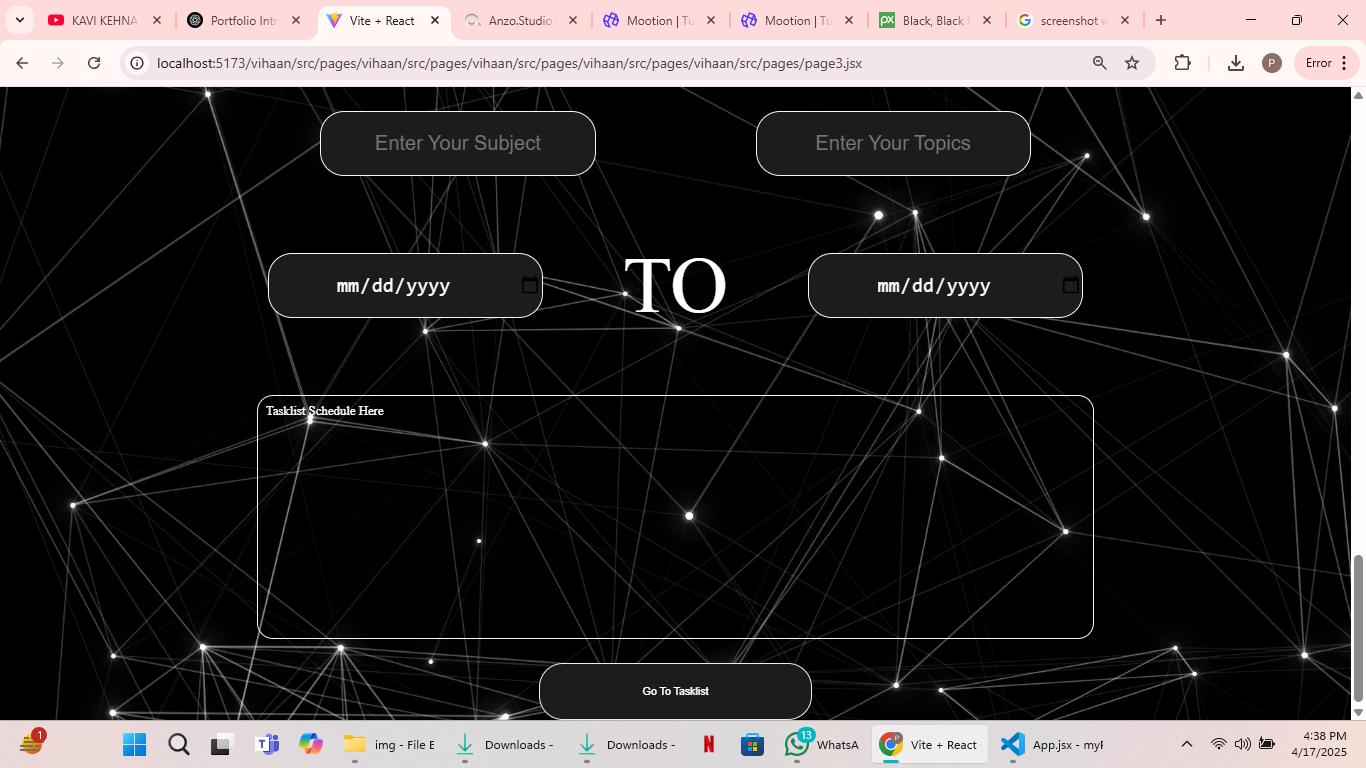 KAVI KEHNA
Portfolio Intr
Vite + React
Anzo.Studio
Mootion | Tu
Mootion | Tu
Black, Black
screenshot w
localhost:5173/vihaan/src/pages/vihaan/src/pages/vihaan/src/pages/vihaan/src/pages/vihaan/src/pages/page3.jsx
P
Error
Enter Your Subject
Enter Your Topics
mm/dd/yyyy
TO
mm/dd/yyyy
Tasklist Schedule Here
Go To Tasklist
1
img - File E
Downloads -
Downloads -
N
13
WhatsA
P
Vite + React
App.jsx - myF
4:38 PM
4/17/2025